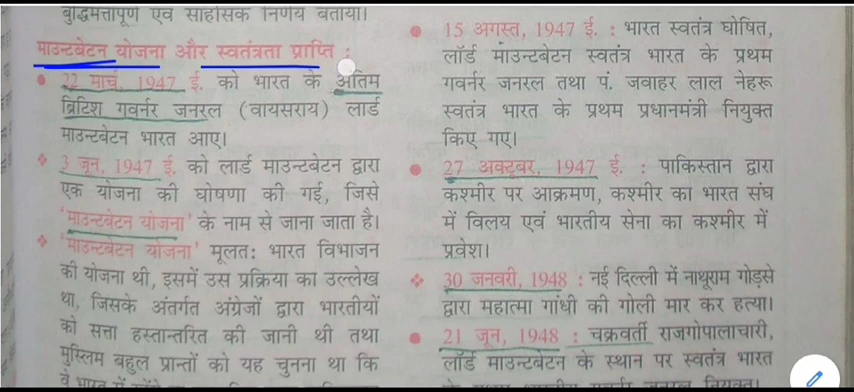 बुद्धिमत्तापूर्ण एवं साहसिक निर्णय बताया।
माउन्टबेटन योजना और स्वतंत्रता प्राप्ति :
22 मार्च, 1947 ई. को भारत के अंतिम
ब्रिटिश गवर्नर जनरल (वायसराय) लार्ड
माउन्टबेटन भारत आए।
3 जून, 1947 ई. को लार्ड माउन्टबेटन द्वारा
एक योजना की घोषणा की गई, जिसे
'माउन्टबेटन योजना' के नाम से जाना जाता है।
'माउन्टबेटन योजना' मूलत: भारत विभाजन
की योजना थी, इसमें उस प्रक्रिया का उल्लेख
था, जिसके अंतर्गत अंग्रेजों द्वारा भारतीयों
को सत्ता हस्तान्तरित की जानी थी तथा
मुस्लिम बहुल प्रान्तों को यह चुनना था कि
वे भारत में
15 अगस्त, 1947 ई. : भारत स्वतंत्र घोषित,
लॉर्ड माउन्टबेटन स्वतंत्र भारत के प्रथम
गवर्नर जनरल तथा पं. जवाहर लाल नेहरू
स्वतंत्र भारत के प्रथम प्रधानमंत्री नियुक्त
किए गए।
27 अक्टूबर, 1947 ई. : पाकिस्तान द्वारा
कश्मीर पर आक्रमण, कश्मीर का भारत संघ
में विलय एवं भारतीय सेना का कश्मीर में
प्रवेश।
30 जनवरी, 1948 : नई दिल्ली में नाथूराम गोड्से
द्वारा महात्मा गांधी की गोली मार कर हत्या।
21 जून, 1948 : चक्रवर्ती राजगोपालाचारी,
लॉर्ड माउन्टबेटन के स्थान पर स्वतंत्र भारत